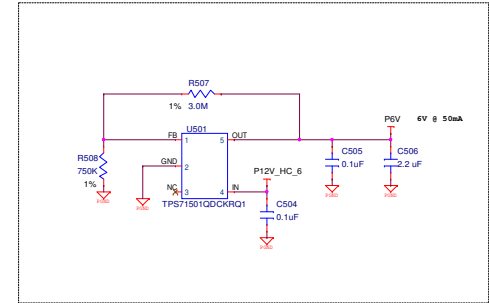 R507
1% 3.0M
P6V 6V @ 50mA
U501
FB 1 5 OUT
C505
0.1uF
C506
2.2 uF
R508
750K
1%
GND 2
P12V_HC_6
NC 3 4 IN
TPS71501QDCKRQ1
C504
0.1uF